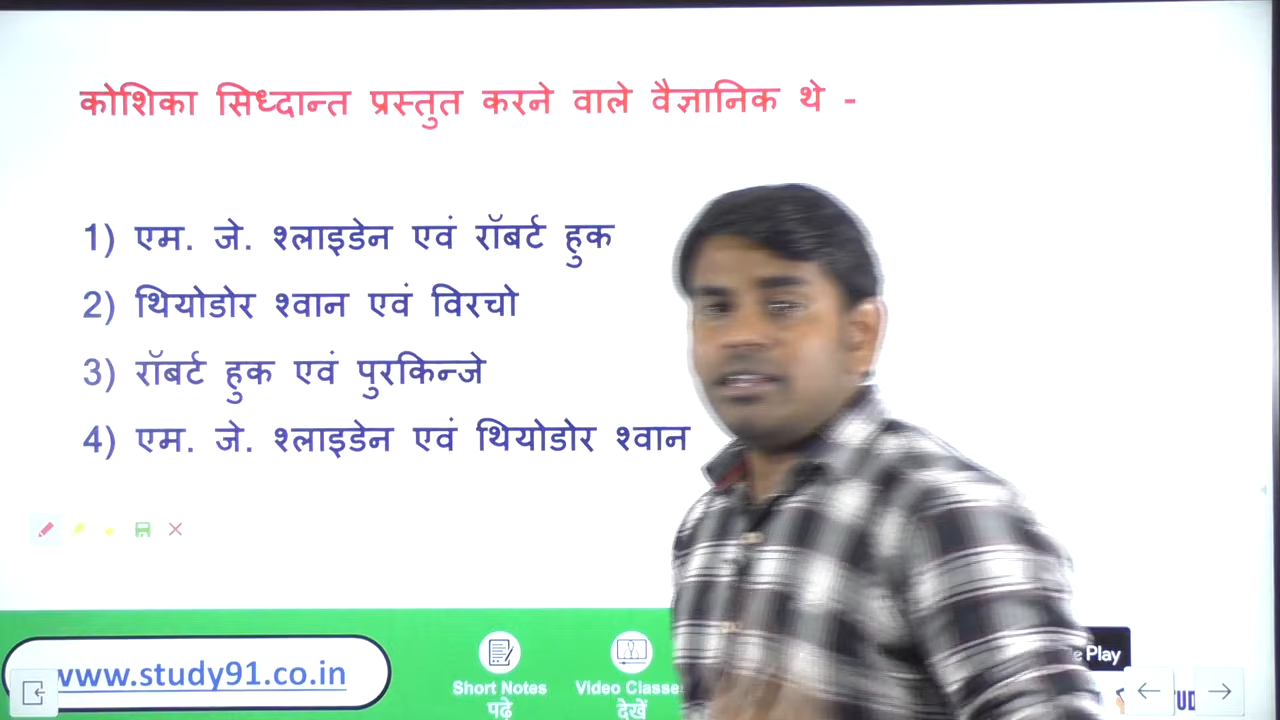 कोशिका सिध्दान्त प्रस्तुत करने वाले वैज्ञानिक थे -
1) एम. जे. श्लाइडेन एवं रॉबर्ट हुक
2) थियोडोर श्वान एवं विरचो
3) रॉबर्ट हुक एवं पुरकिन्जे
4) एम. जे. श्लाइडेन एवं थियोडोर श्वान
www.study91.co.in
Short Notes
पढ़े
Video Classes
देखें
Play